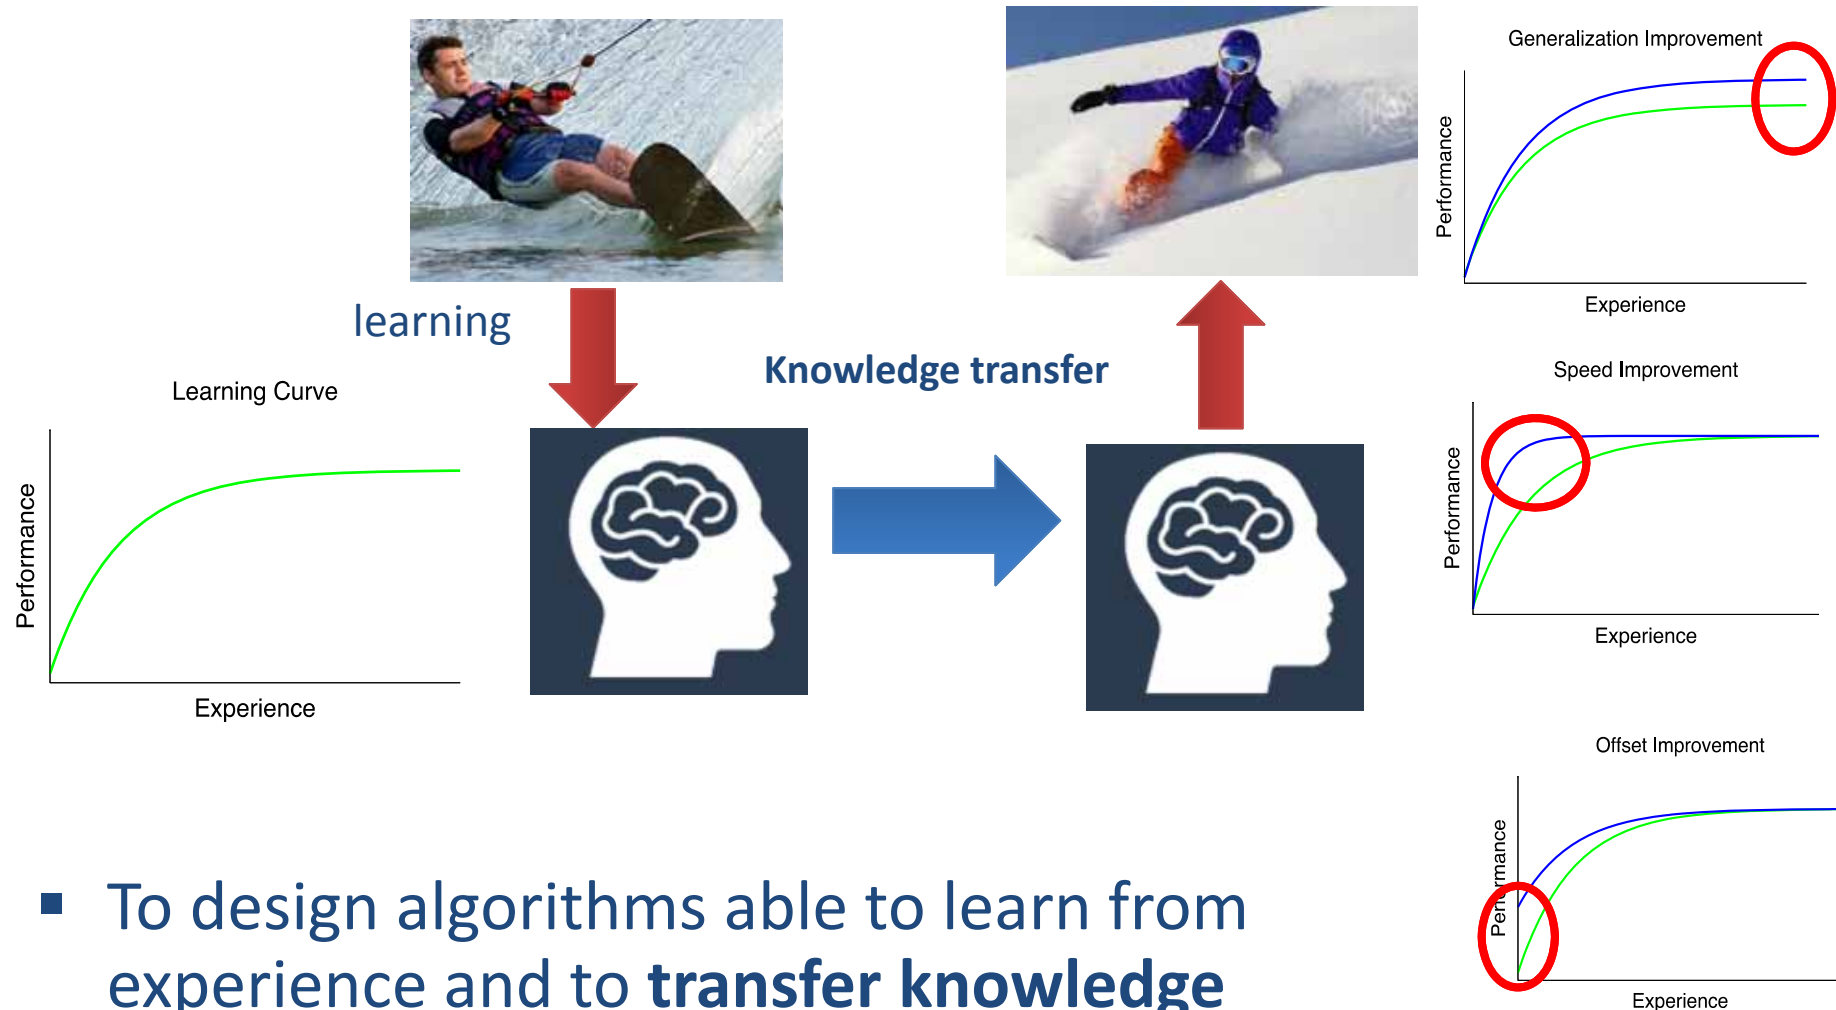 Generalization Improvement
Performance
Experience
learning
Knowledge transfer
Learning Curve
Performance
Experience
Speed Improvement
Performance
Experience
Offset Improvement
Performance
Experience
▪ To design algorithms able to learn from
experience and to transfer knowledge